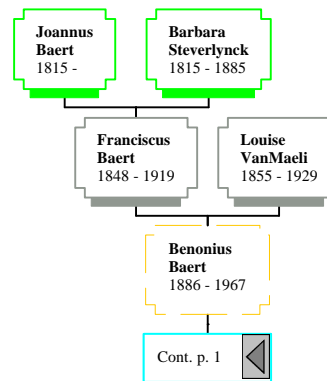 Joannus
Baert
1815 -
Barbara
Steverlynck
1815 - 1885
Franciscus
Baert
1848 - 1919
Louise
VanMaeli
1855 - 1929
Benonius
Baert
1886 - 1967
Cont. p. 1